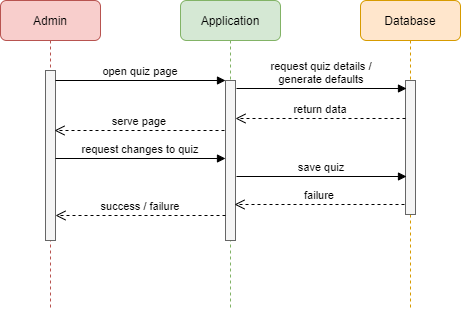 Admin
Application
Database
open quiz page
request quiz details /
generate defaults
return data
serve page
request changes to quiz
save quiz
failure
success / failure